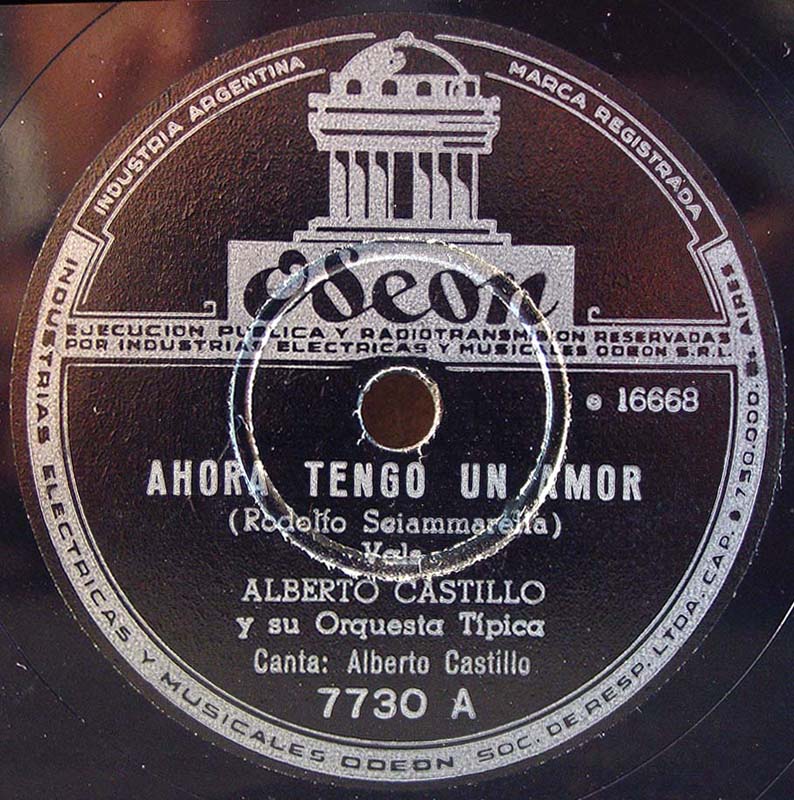 INDUSTRIA ARGENTINA
MARCA REGISTRADA
Odeon
EJECUCION PUBLICA Y RADIOTRANSMISION RESERVADAS
POR INDUSTRIAS ELECTRICAS Y MUSICALES ODEON S.R.L.
16668
AHORA TENGO UN AMOR
(Rodolfo Sciammarella)
Vals
ALBERTO CASTILLO
y su Orquesta Típica
Canta: Alberto Castillo
7730 A
INDUSTRIAS ELECTRICAS Y MUSICALES ODEON SOC. DE RESP. LTDA. CAP. $ 750.000. Bs. AIRES